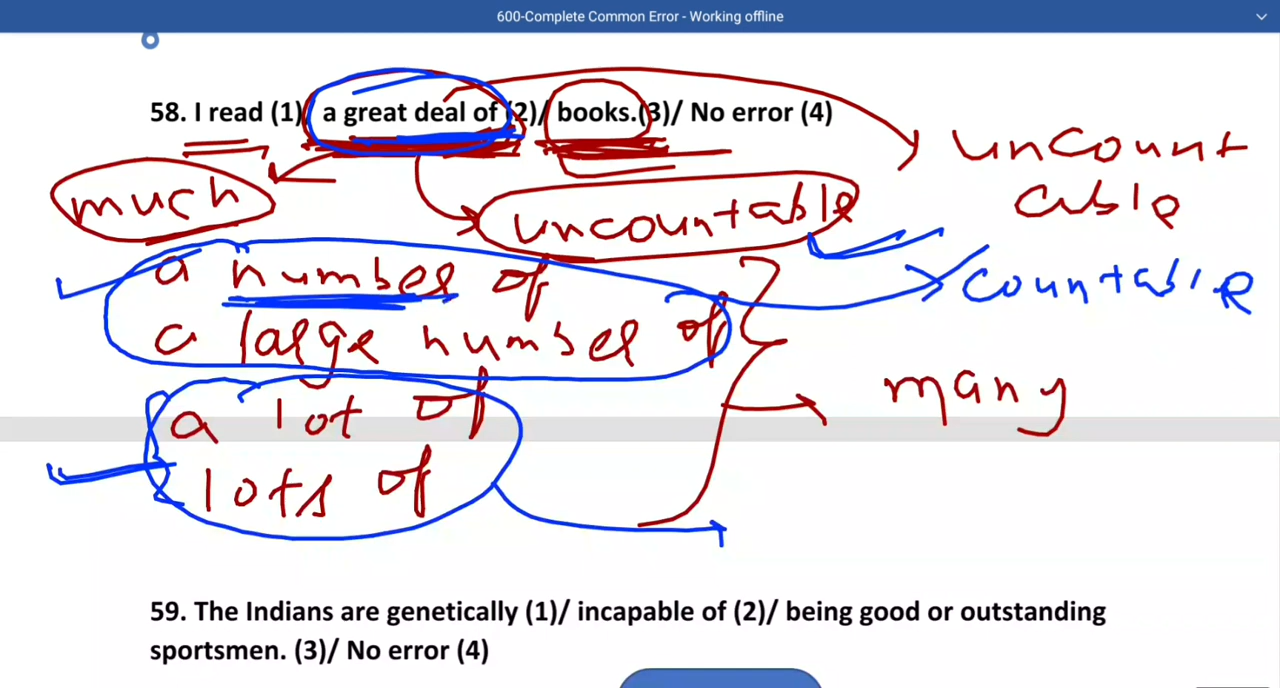 600-Complete Common Error - Working offline
58. I read (1)/ a great deal of (2)/ books.(3)/ No error (4)
uncount
able
much
uncountable
a number of
countable
a large number of
many
a lot of
lots of
59. The Indians are genetically (1)/ incapable of (2)/ being good or outstanding
sportsmen. (3)/ No error (4)